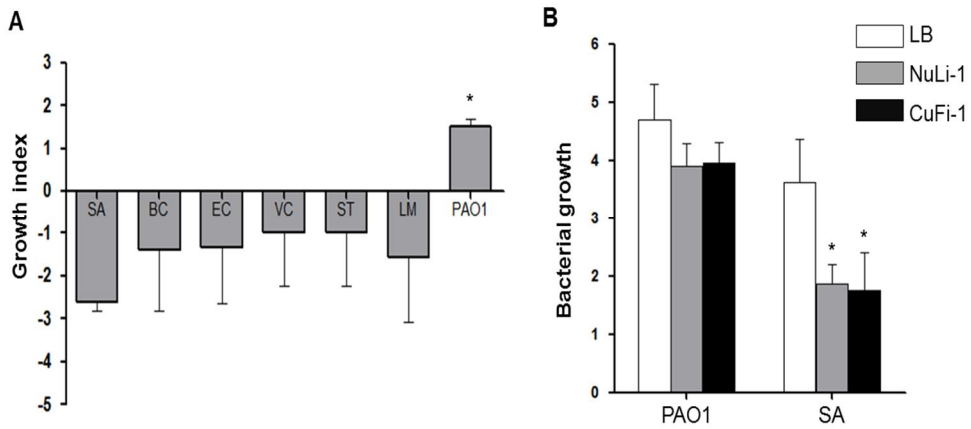 A
Growth index
3
2
1
0
-1
-2
-3
-4
-5
SA BC EC VC ST LM PAO1
*
B
Bacterial growth
6
5
4
3
2
1
0
* *
PAO1 SA
LB
NuLi-1
CuFi-1